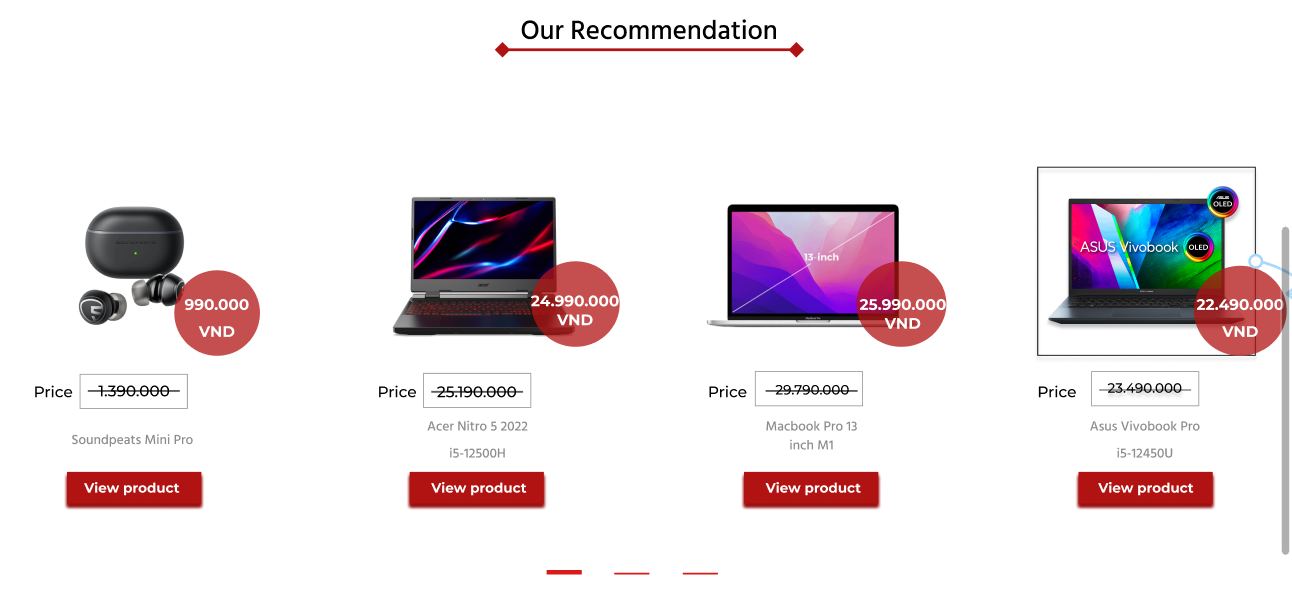 Our Recommendation
990.000
VND
24.990.000
VND
13-inch
25.990.000
VND
ASUS
OLED
ASUS Vivobook
OLED
22.490.000
VND
Price
1.390.000
Price
25.190.000
Price
29.790.000
Price
23.490.000
Soundpeats Mini Pro
Acer Nitro 5 2022
i5-12500H
Macbook Pro 13
inch M1
Asus Vivobook Pro
i5-12450U
View product
View product
View product
View product